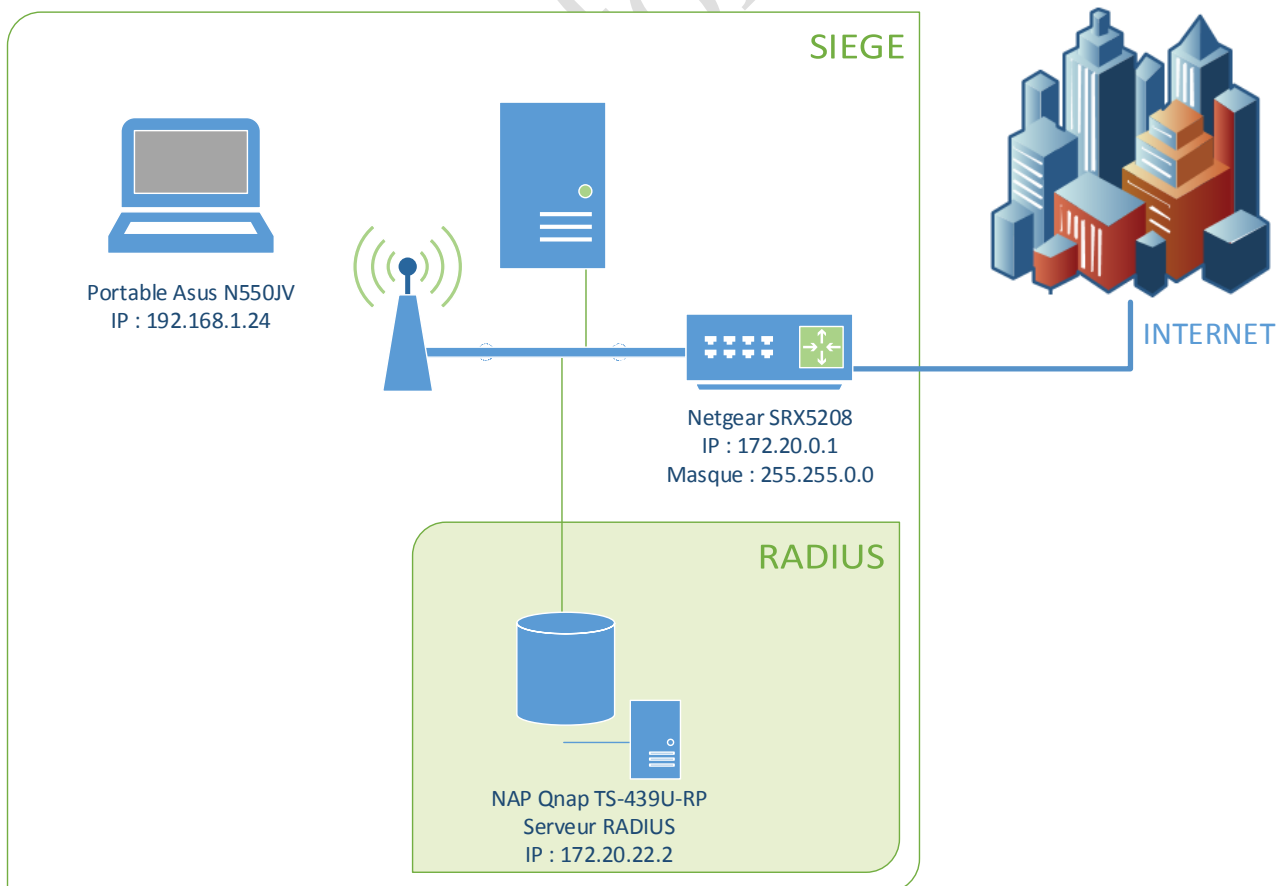 SIEGE
Portable Asus N550JV
IP : 192.168.1.24
INTERNET
Netgear SRX5208
IP : 172.20.0.1
Masque : 255.255.0.0
RADIUS
NAP Qnap TS-439U-RP
Serveur RADIUS
IP : 172.20.22.2